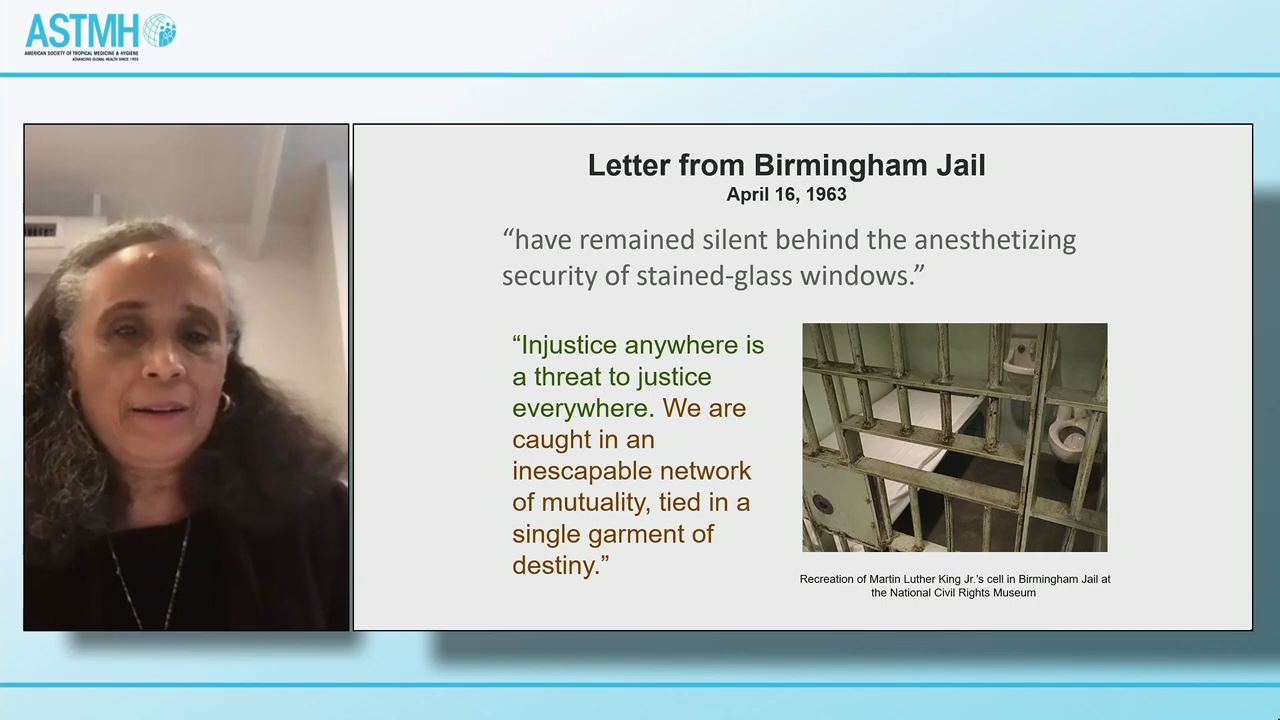 ASTMH
AMERICAN SOCIETY OF TROPICAL MEDICINE & HYGIENE
ADVANCING GLOBAL HEALTH SINCE 1903
Letter from Birmingham Jail
April 16, 1963
“have remained silent behind the anesthetizing
security of stained-glass windows.”
“Injustice anywhere is
a threat to justice
everywhere. We are
caught in an
inescapable network
of mutuality, tied in a
single garment of
destiny.”
Recreation of Martin Luther King Jr.’s cell in Birmingham Jail at
the National Civil Rights Museum